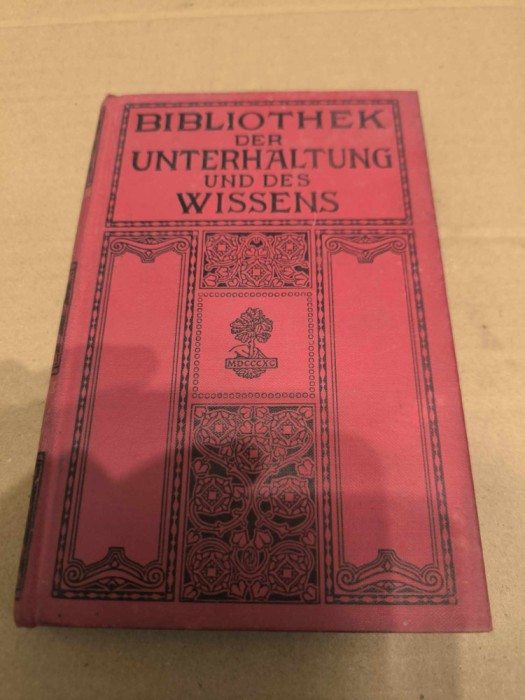 BIBLIOTHEK
DER
UNTERHALTUNG
UND DES
WISSENS
MDCCCXC